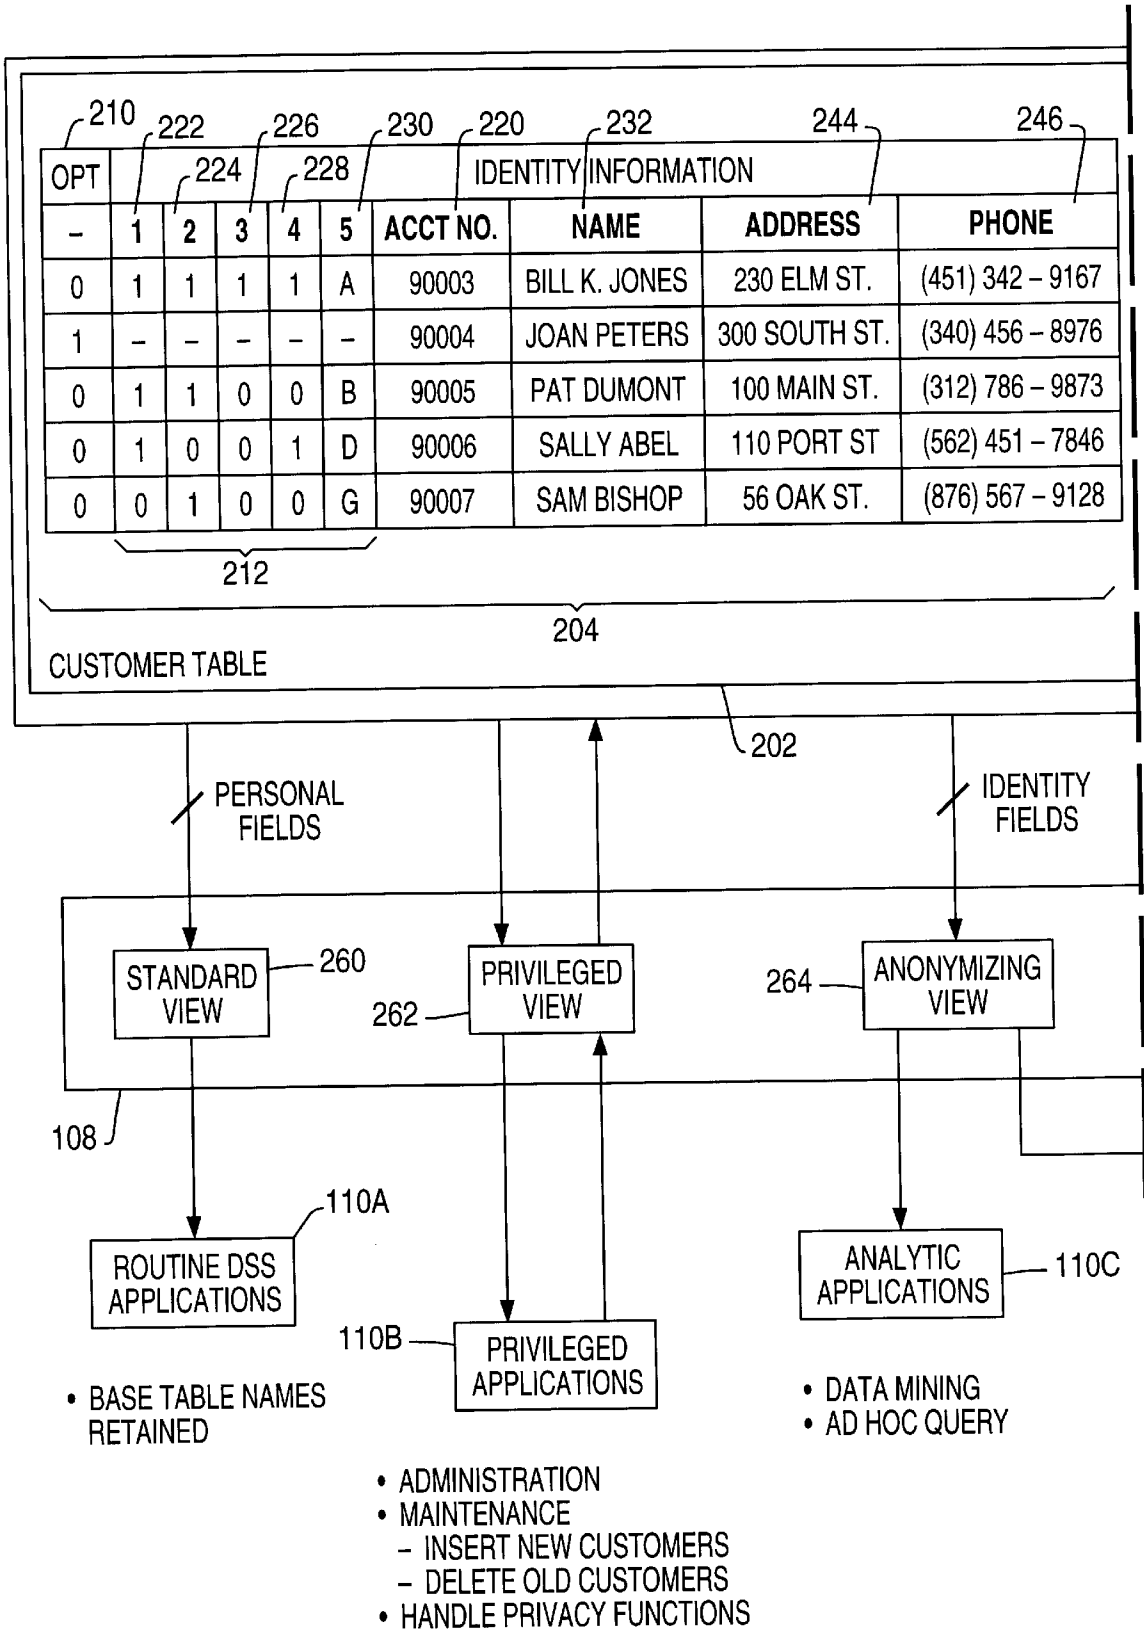 210 222 226 230 220 232 244 246
OPT 224 228 IDENTITY INFORMATION
– 1 2 3 4 5 ACCT NO. NAME ADDRESS PHONE
0 1 1 1 1 A 90003 BILL K. JONES 230 ELM ST. (451) 342 – 9167
1 – – – – – 90004 JOAN PETERS 300 SOUTH ST. (340) 456 – 8976
0 1 1 0 0 B 90005 PAT DUMONT 100 MAIN ST. (312) 786 – 9873
0 1 0 0 1 D 90006 SALLY ABEL 110 PORT ST (562) 451 – 7846
0 0 1 0 0 G 90007 SAM BISHOP 56 OAK ST. (876) 567 – 9128
212
204
CUSTOMER TABLE
202
PERSONAL
FIELDS
IDENTITY
FIELDS
STANDARD
VIEW
260
PRIVILEGED
VIEW
262
ANONYMIZING
VIEW
264
108
110A
ROUTINE DSS
APPLICATIONS
• BASE TABLE NAMES
RETAINED
110B
PRIVILEGED
APPLICATIONS
• ADMINISTRATION
• MAINTENANCE
– INSERT NEW CUSTOMERS
– DELETE OLD CUSTOMERS
• HANDLE PRIVACY FUNCTIONS
ANALYTIC
APPLICATIONS
110C
• DATA MINING
• AD HOC QUERY